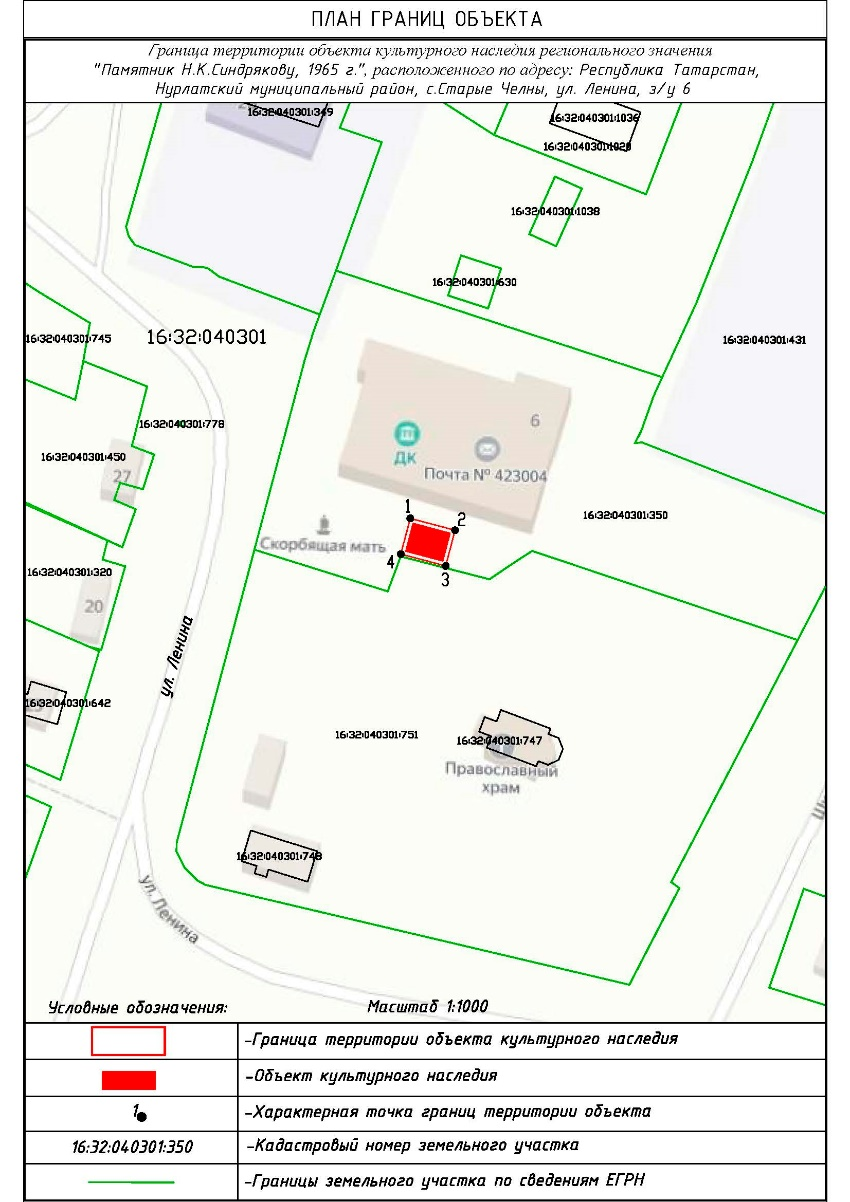 ПЛАН ГРАНИЦ ОБЪЕКТА
Граница территории объекта культурного наследия регионального значения
"Памятник Н.К.Синдрякову, 1965 г.", расположенного по адресу: Республика Татарстан,
Нурлатский муниципальный район, с.Старые Челны, ул. Ленина, з/у 6
16:32:040301:349
16:32:040301:1036
16:32:040301:1029
16:32:040301:1038
16:32:040301:630
16:32:040301:745
16:32:040301
16:32:040301:431
16:32:040301:778
6
ДК
16:32:040301:450
27
Почта № 423004
1
2
16:32:040301:350
Скорбящая мать
4
3
16:32:040301:320
20
ул. Ленина
16:32:040301:642
16:32:040301:751
16:32:040301:747
Православный
храм
16:32:040301:748
ул. Ленина
Условные обозначения:
Масштаб 1:1000
-Граница территории объекта культурного наследия
-Объект культурного наследия
1
-Характерная точка границ территории объекта
16:32:040301:350
-Кадастровый номер земельного участка
-Границы земельного участка по сведениям ЕГРН